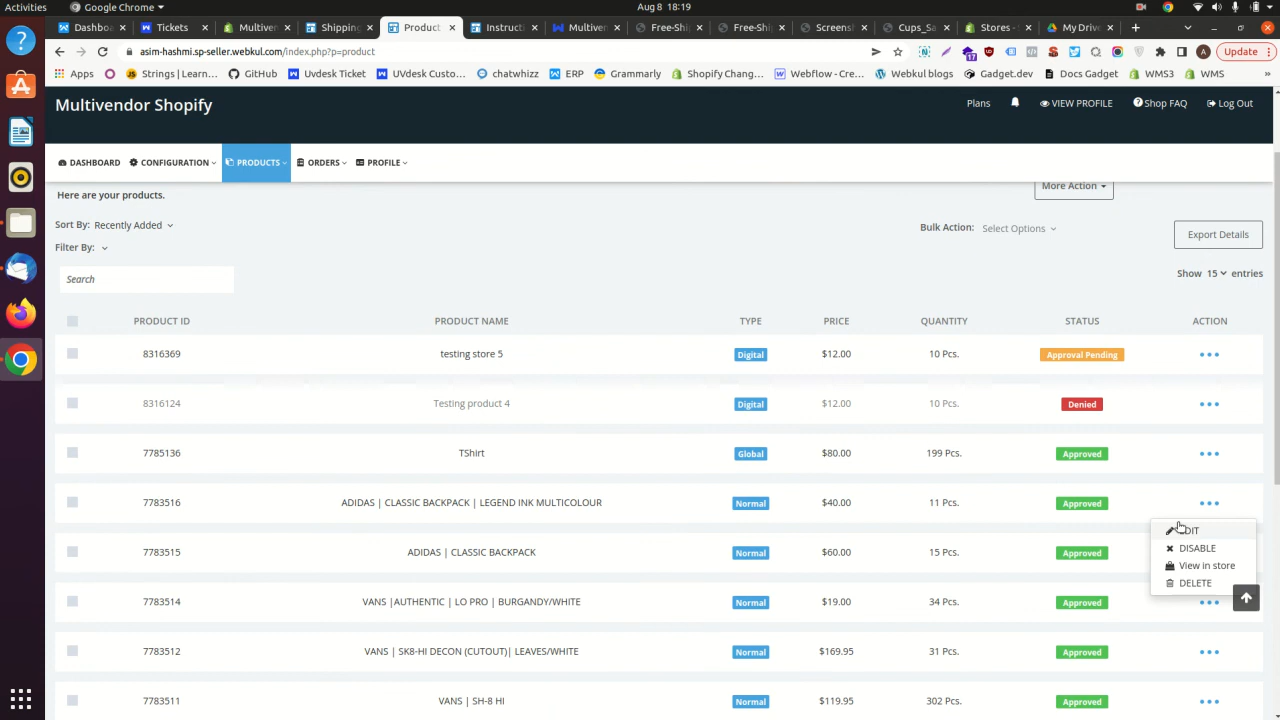 Activities Google Chrome Aug 8 18:19
Dashbo Tickets Multiven Shipping Product Instructi Multiven Free-Shi Free-Shi Screensh Cups_Sa Stores - My Drive
asim-hashmi.sp-seller.webkul.com/index.php?p=product Update
Apps Strings | Learn... GitHub Uvdesk Ticket UVdesk Custo... chatwhizz ERP Grammarly Shopify Chang... Webflow - Cre... Webkul blogs Gadget.dev Docs Gadget WMS3 WMS
Multivendor Shopify Plans VIEW PROFILE Shop FAQ Log Out
DASHBOARD CONFIGURATION PRODUCTS ORDERS PROFILE
Here are your products. More Action
Sort By: Recently Added Bulk Action: Select Options Export Details
Filter By:
Search Show 15 entries
PRODUCT ID PRODUCT NAME TYPE PRICE QUANTITY STATUS ACTION
8316369 testing store 5 Digital $12.00 10 Pcs. Approval Pending
8316124 Testing product 4 Digital $12.00 10 Pcs. Denied
7785136 TShirt Global $80.00 199 Pcs. Approved
7783516 ADIDAS | CLASSIC BACKPACK | LEGEND INK MULTICOLOUR Normal $40.00 11 Pcs. Approved
EDIT
7783515 ADIDAS | CLASSIC BACKPACK Normal $60.00 15 Pcs. Approved DISABLE
View in store
DELETE
7783514 VANS |AUTHENTIC | LO PRO | BURGANDY/WHITE Normal $19.00 34 Pcs. Approved
7783512 VANS | SK8-HI DECON (CUTOUT)| LEAVES/WHITE Normal $169.95 31 Pcs. Approved
7783511 VANS | SH-8 HI Normal $119.95 302 Pcs. Approved